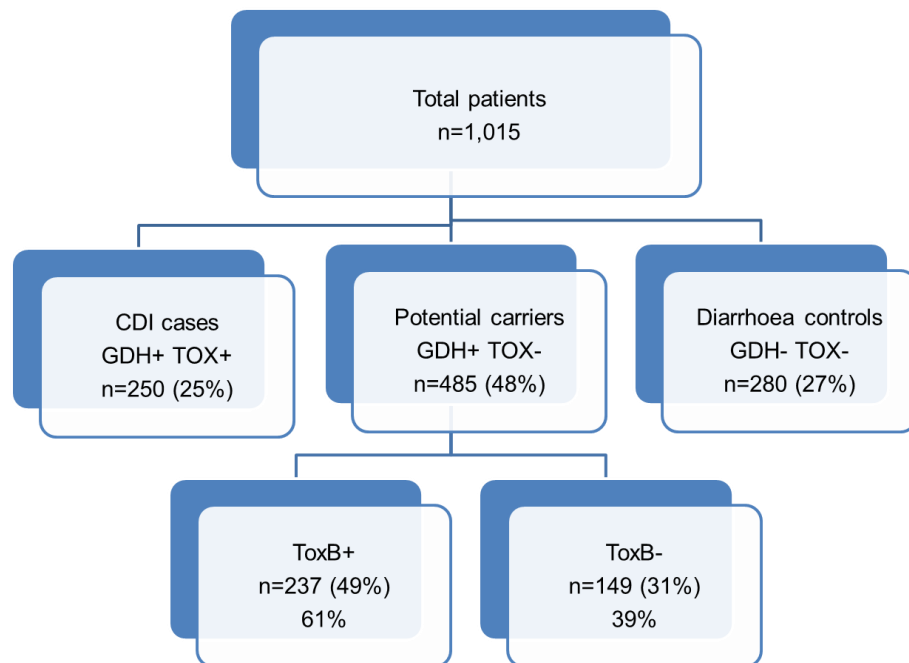 Total patients
n=1,015
CDI cases
GDH+ TOX+
n=250 (25%)
Potential carriers
GDH+ TOX-
n=485 (48%)
Diarrhoea controls
GDH- TOX-
n=280 (27%)
ToxB+
n=237 (49%)
61%
ToxB-
n=149 (31%)
39%